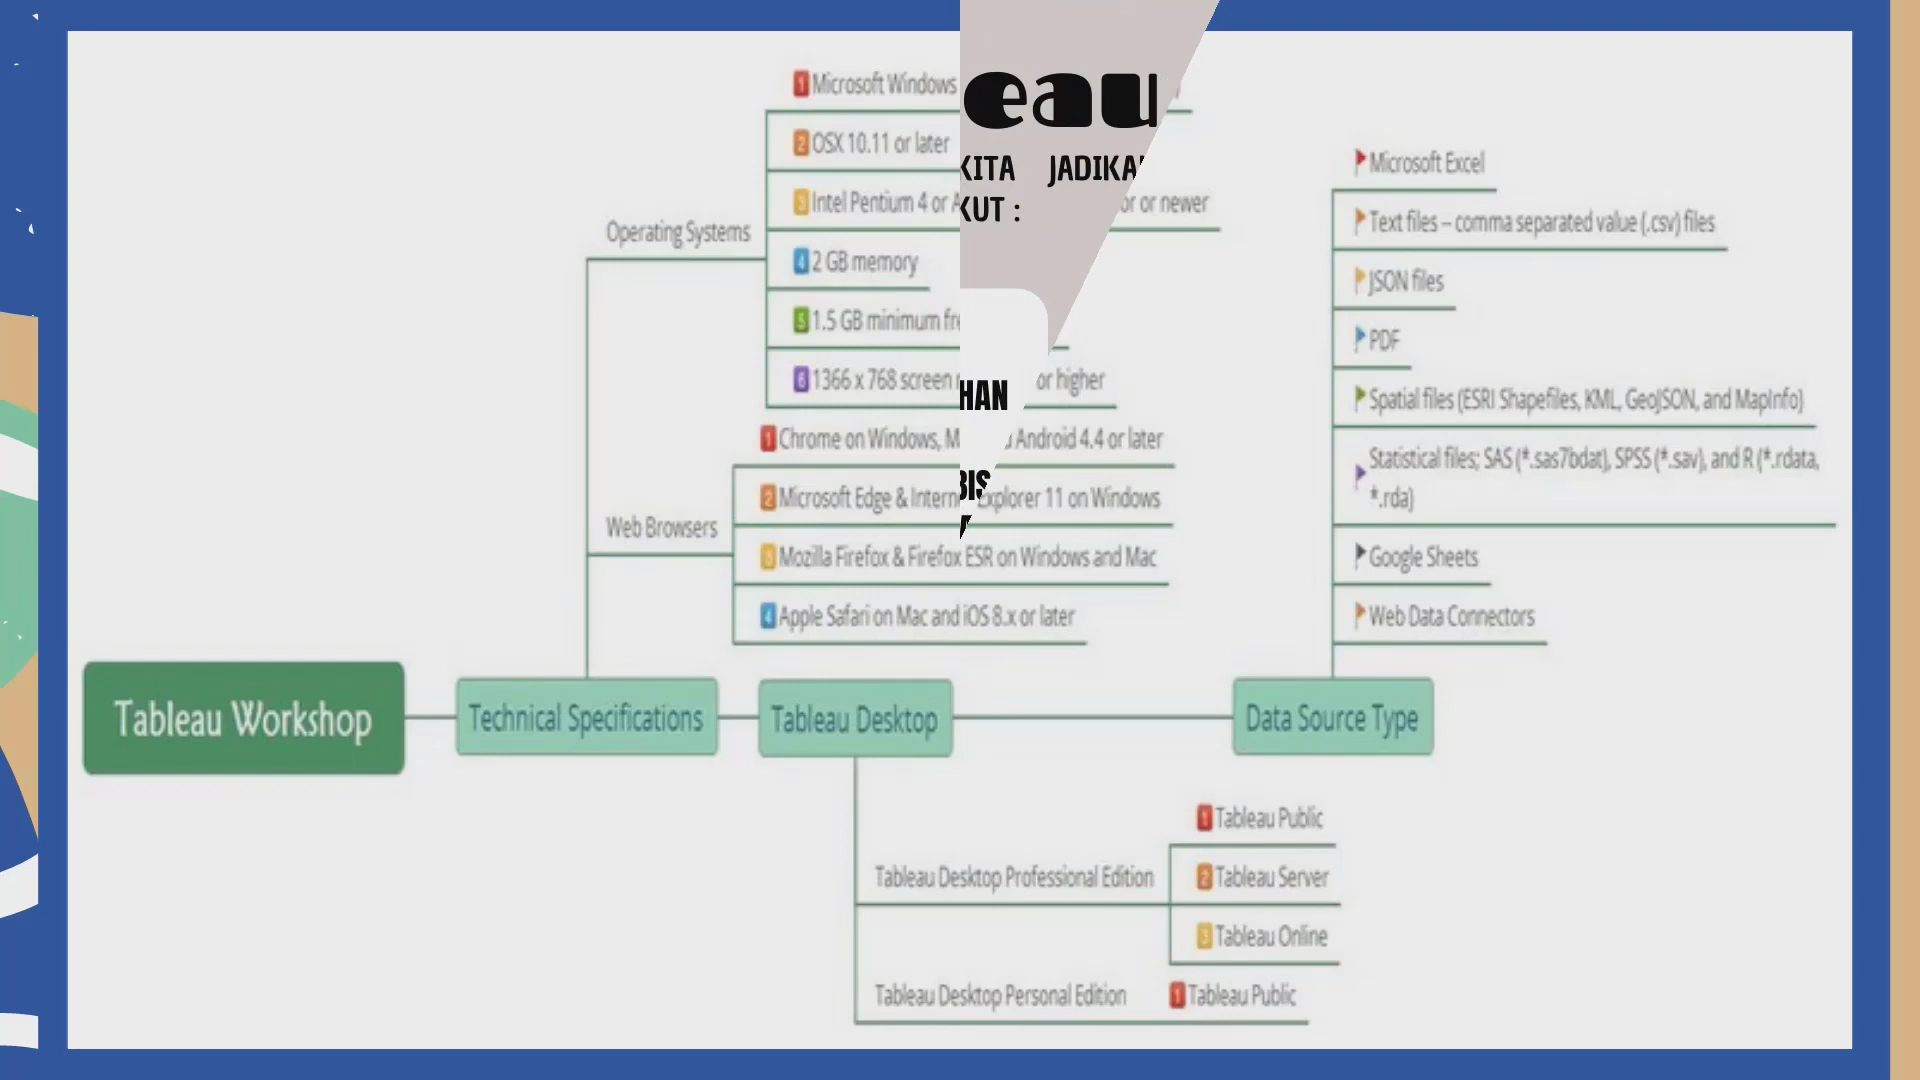 Microsoft Windows
OSX 10.11 or later
Intel Pentium 4 or
or newer
Operating Systems
2 GB memory
1.5 GB minimum
1366 x 768 screen
or higher
Chrome on Windows,
Android 4.4 or later
Microsoft Edge &
Explorer 11 on Windows
Web Browsers
Mozilla Firefox & Firefox ESR on Windows and Mac
Apple Safari on Mac and iOS 8.x or later
eau
KITA JADIKA
KUT :
HAN
BIS
Microsoft Excel
Text files – comma separated value (.csv) files
JSON files
PDF
Spatial files (ESRI Shapefiles, KML, GeoJSON, and MapInfo)
Statistical files; SAS (*.sas7bdat), SPSS (*.sav), and R (*.rdata,
*.rda)
Google Sheets
Web Data Connectors
Tableau Workshop
Technical Specifications
Tableau Desktop
Data Source Type
Tableau Desktop Professional Edition
1 Tableau Public
2 Tableau Server
3 Tableau Online
Tableau Desktop Personal Edition
1 Tableau Public